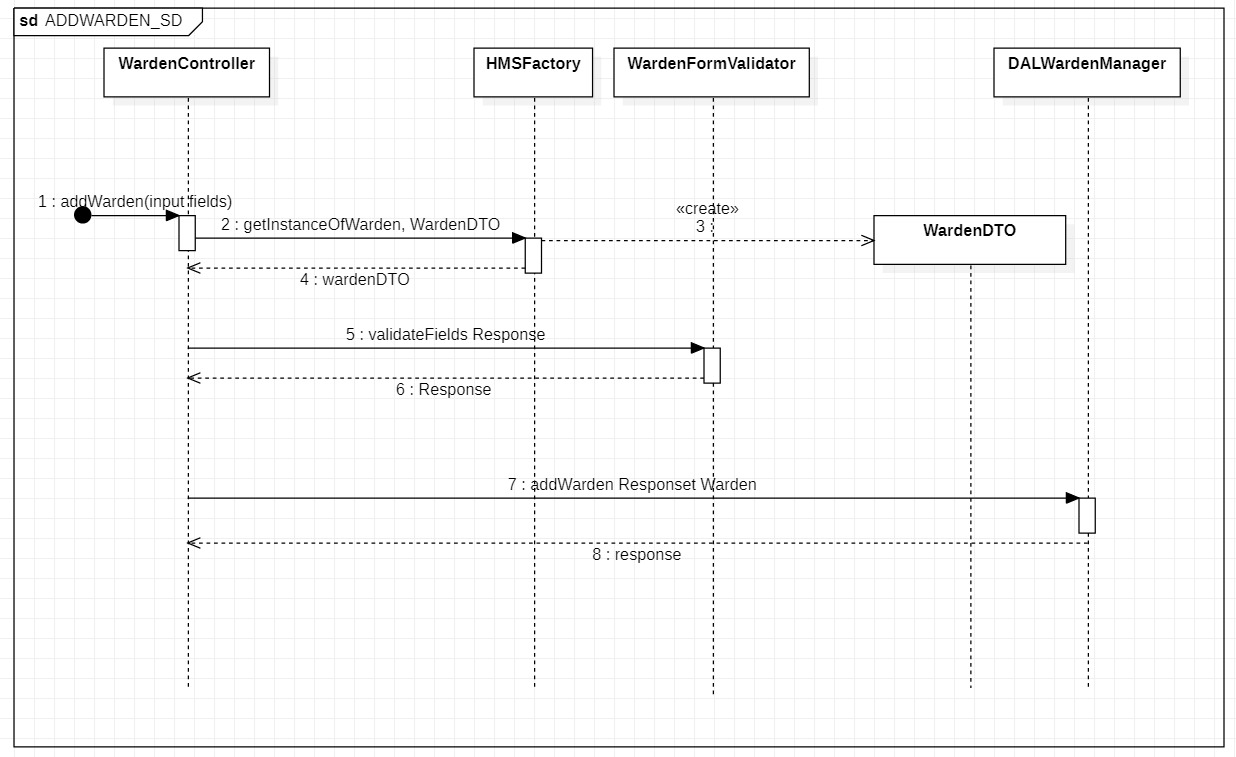 sd ADDWARDEN_SD
WardenController
HMSFactory
WardenFormValidator
DALWardenManager
1 : addWarden(input fields)
2 : getInstanceOfWarden, WardenDTO
«create»
3 :
WardenDTO
4 : wardenDTO
5 : validateFields Response
6 : Response
7 : addWarden Responset Warden
8 : response